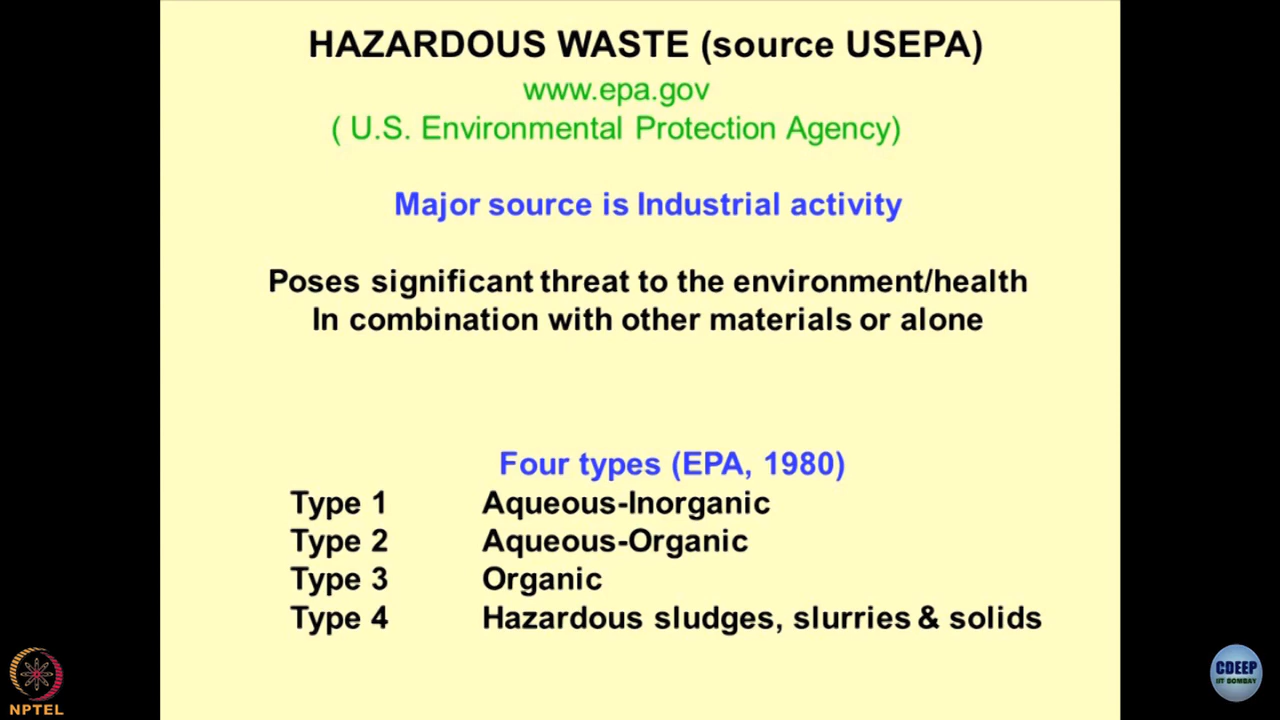 HAZARDOUS WASTE (source USEPA)
www.epa.gov
( U.S. Environmental Protection Agency)
Major source is Industrial activity
Poses significant threat to the environment/health
In combination with other materials or alone
Four types (EPA, 1980)
Type 1 Aqueous-Inorganic
Type 2 Aqueous-Organic
Type 3 Organic
Type 4 Hazardous sludges, slurries & solids
NPTEL
CDEEP
IIT BOMBAY